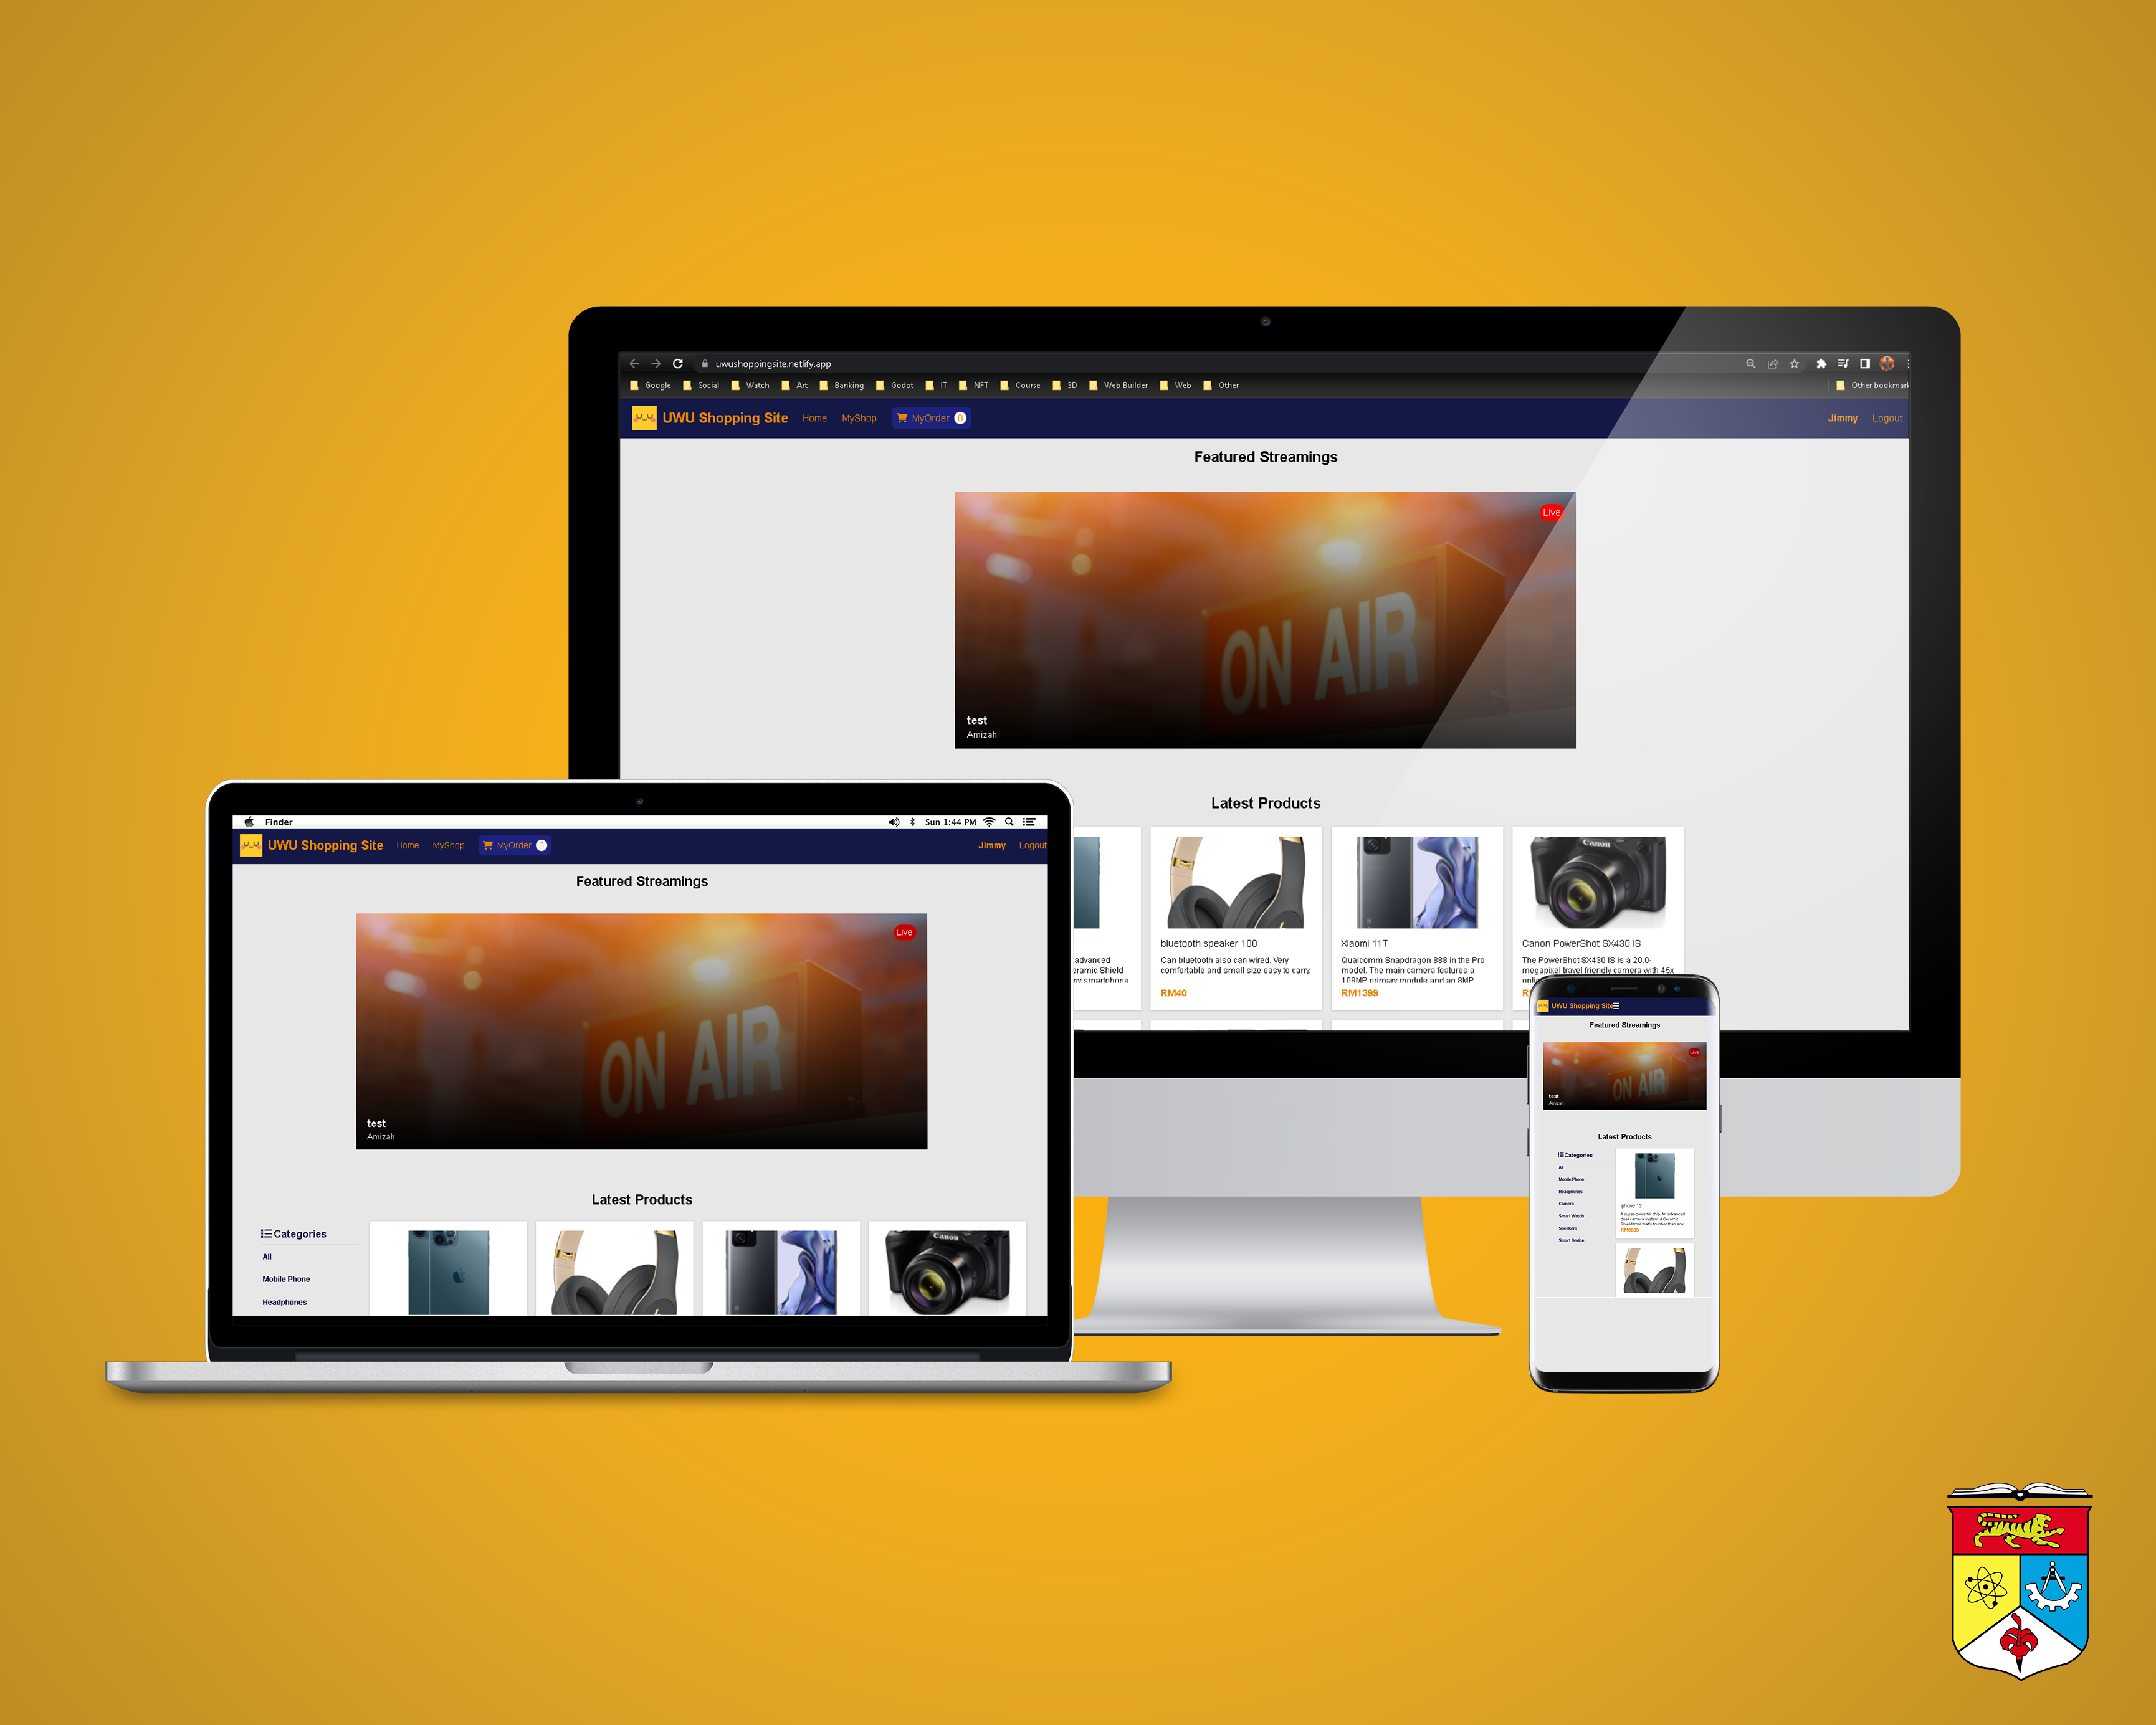 uwushoppingsite.netlify.app
Google Social Watch Art Banking Godot IT NFT Course 3D Web Builder Web Other Other bookmark
UWU Shopping Site Home MyShop MyOrder 0 Jimmy Logout
Featured Streamings
Live
ON AIR
test
Amizah
Latest Products
Canon
bluetooth speaker 100 Xiaomi 11T Canon PowerShot SX430 IS
advanced Can bluetooth also can wired. Very Qualcomm Snapdragon 888 in the Pro The PowerShot SX430 IS is a 20.0-
eramic Shield comfortable and small size easy to carry. model. The main camera features a megapixel travel friendly camera with 45x
ny smartphone 108MP primary module and an 8MP
RM40 RM1399
Finder Sun 1:44 PM
UWU Shopping Site Home MyShop MyOrder 0 Jimmy Logout
Featured Streamings
Live
ON AIR
test
Amizah
Latest Products
Categories
All
Mobile Phone
Headphones
Canon
UWU Shopping Site
Featured Streamings
Live
ON AIR
test
Amizah
Latest Products
Categories
All
Mobile Phone
Headphones
Camera
Smart Watch
Speakers
Smart Device
Iphone 12
A super-powerful chip. An advanced
dual-camera system. A Ceramic